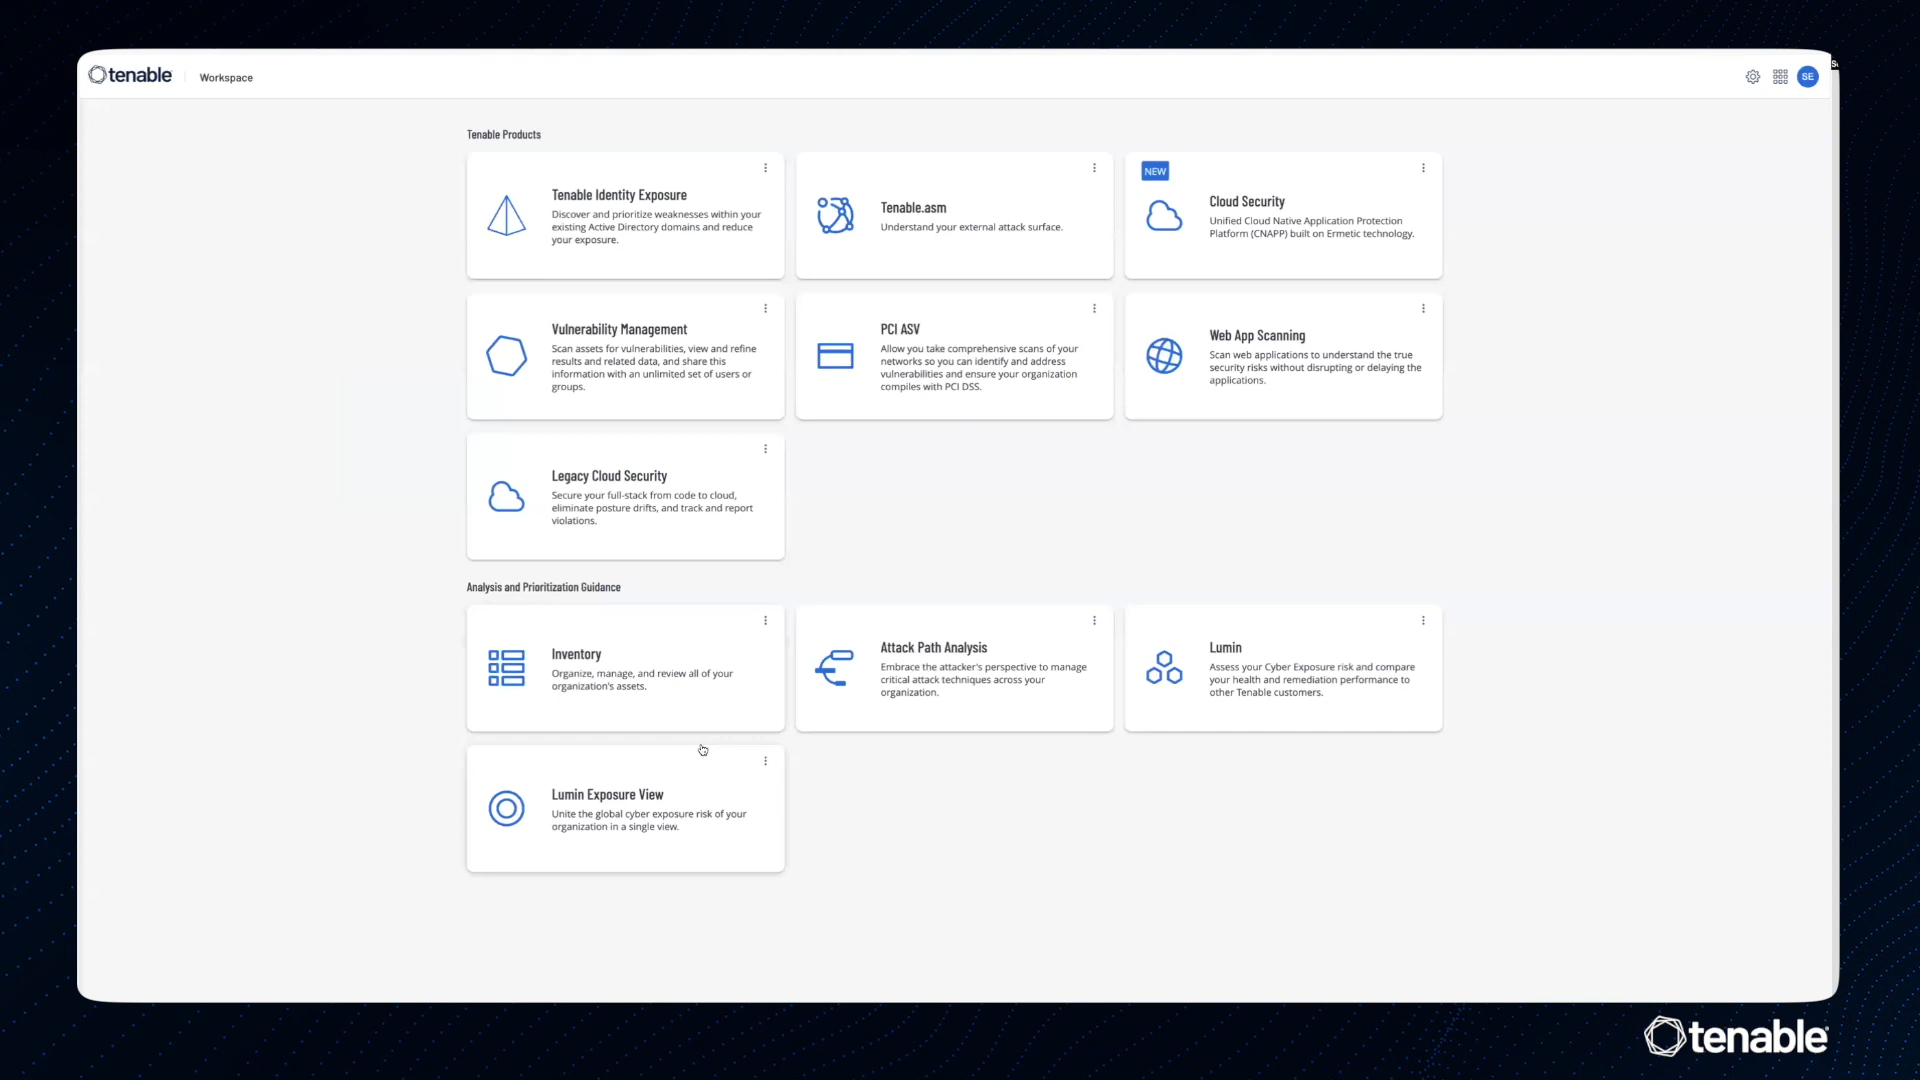 tenable
Workspace
SE
Tenable Products
Tenable Identity Exposure
Discover and prioritize weaknesses within your
existing Active Directory domains and reduce
your exposure.
Tenable.asm
Understand your external attack surface.
NEW
Cloud Security
Unified Cloud Native Application Protection
Platform (CNAPP) built on Ermetic technology.
Vulnerability Management
Scan assets for vulnerabilities, view and refine
results and related data, and share this
information with an unlimited set of users or
groups.
PCI ASV
Allow you take comprehensive scans of your
networks so you can identify and address
vulnerabilities and ensure your organization
compiles with PCI DSS.
Web App Scanning
Scan web applications to understand the true
security risks without disrupting or delaying the
applications.
Legacy Cloud Security
Secure your full-stack from code to cloud,
eliminate posture drifts, and track and report
violations.
Analysis and Prioritization Guidance
Inventory
Organize, manage, and review all of your
organization's assets.
Attack Path Analysis
Embrace the attacker's perspective to manage
critical attack techniques across your
organization.
Lumin
Assess your Cyber Exposure risk and compare
your health and remediation performance to
other Tenable customers.
Lumin Exposure View
Unite the global cyber exposure risk of your
organization in a single view.
tenable